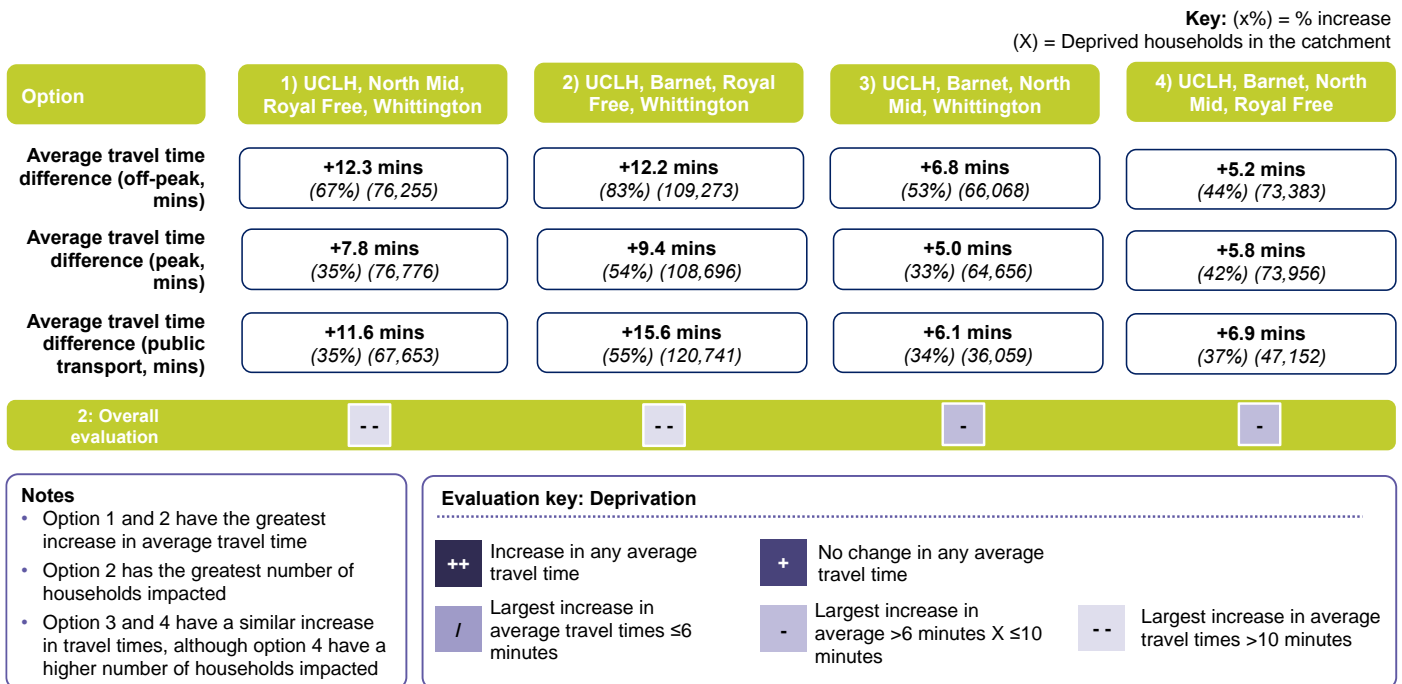 Key: (x%) = % increase
(X) = Deprived households in the catchment
Option
1) UCLH, North Mid,
Royal Free, Whittington
2) UCLH, Barnet, Royal
Free, Whittington
3) UCLH, Barnet, North
Mid, Whittington
4) UCLH, Barnet, North
Mid, Royal Free
Average travel time
difference (off-peak,
mins)
+12.3 mins
(67%) (76,255)
+12.2 mins
(83%) (109,273)
+6.8 mins
(53%) (66,068)
+5.2 mins
(44%) (73,383)
Average travel time
difference (peak,
mins)
+7.8 mins
(35%) (76,776)
+9.4 mins
(54%) (108,696)
+5.0 mins
(33%) (64,656)
+5.8 mins
(42%) (73,956)
Average travel time
difference (public
transport, mins)
+11.6 mins
(35%) (67,653)
+15.6 mins
(55%) (120,741)
+6.1 mins
(34%) (36,059)
+6.9 mins
(37%) (47,152)
2: Overall
evaluation
- -
- -
-
-
Notes
• Option 1 and 2 have the greatest
increase in average travel time
• Option 2 has the greatest number of
households impacted
• Option 3 and 4 have a similar increase
in travel times, although option 4 have a
higher number of households impacted
Evaluation key: Deprivation
++
Increase in any average
travel time
+
No change in any average
travel time
/
Largest increase in
average travel times ≤6
minutes
-
Largest increase in
average >6 minutes X ≤10
minutes
- -
Largest increase in average
travel times >10 minutes